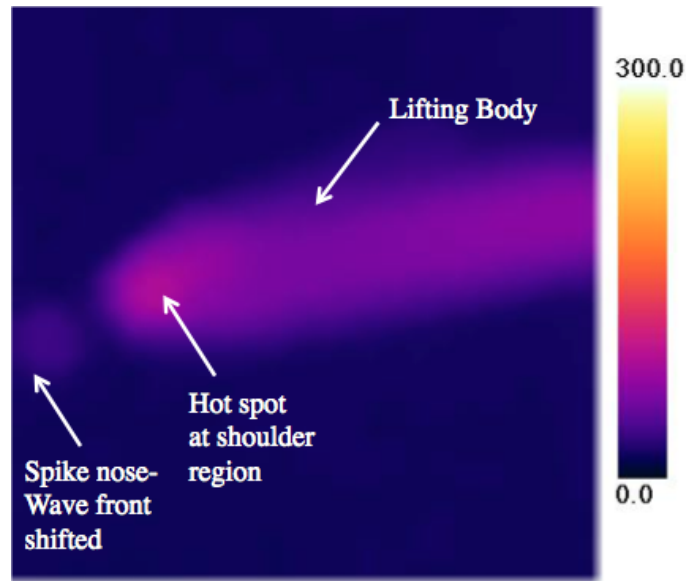 300.0
Lifting Body
Hot spot
at shoulder
region
Spike nose-
Wave front
shifted
0.0